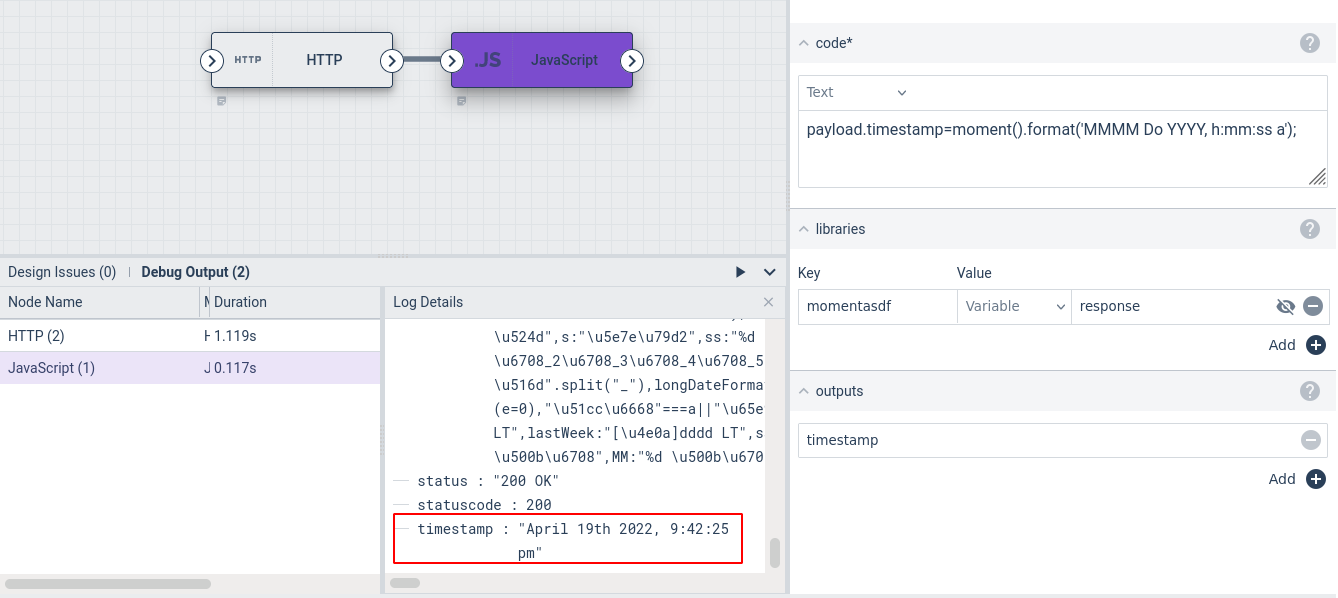 HTTP
HTTP
.JS
JavaScript
code*
?
Text
payload.timestamp=moment().format('MMMM Do YYYY, h:mm:ss a');
libraries
?
Key
Value
momentasdf
Variable
response
Add
outputs
?
timestamp
Add
Design Issues (0)
Debug Output (2)
Node Name
Duration
HTTP (2)
1.119s
JavaScript (1)
0.117s
Log Details
\u524d",s:"\u5e7e\u79d2",ss:"%d
\u6708_2\u6708_3\u6708_4\u6708_5
\u516d".split("_"),longDateForma
(e=0),"\u51cc\u6668"===a||"\u65e
LT",lastWeek:"[\u4e0a]dddd LT",s
\u500b\u6708",MM:"%d \u500b\u670
status : "200 OK"
statuscode : 200
timestamp : "April 19th 2022, 9:42:25
pm"